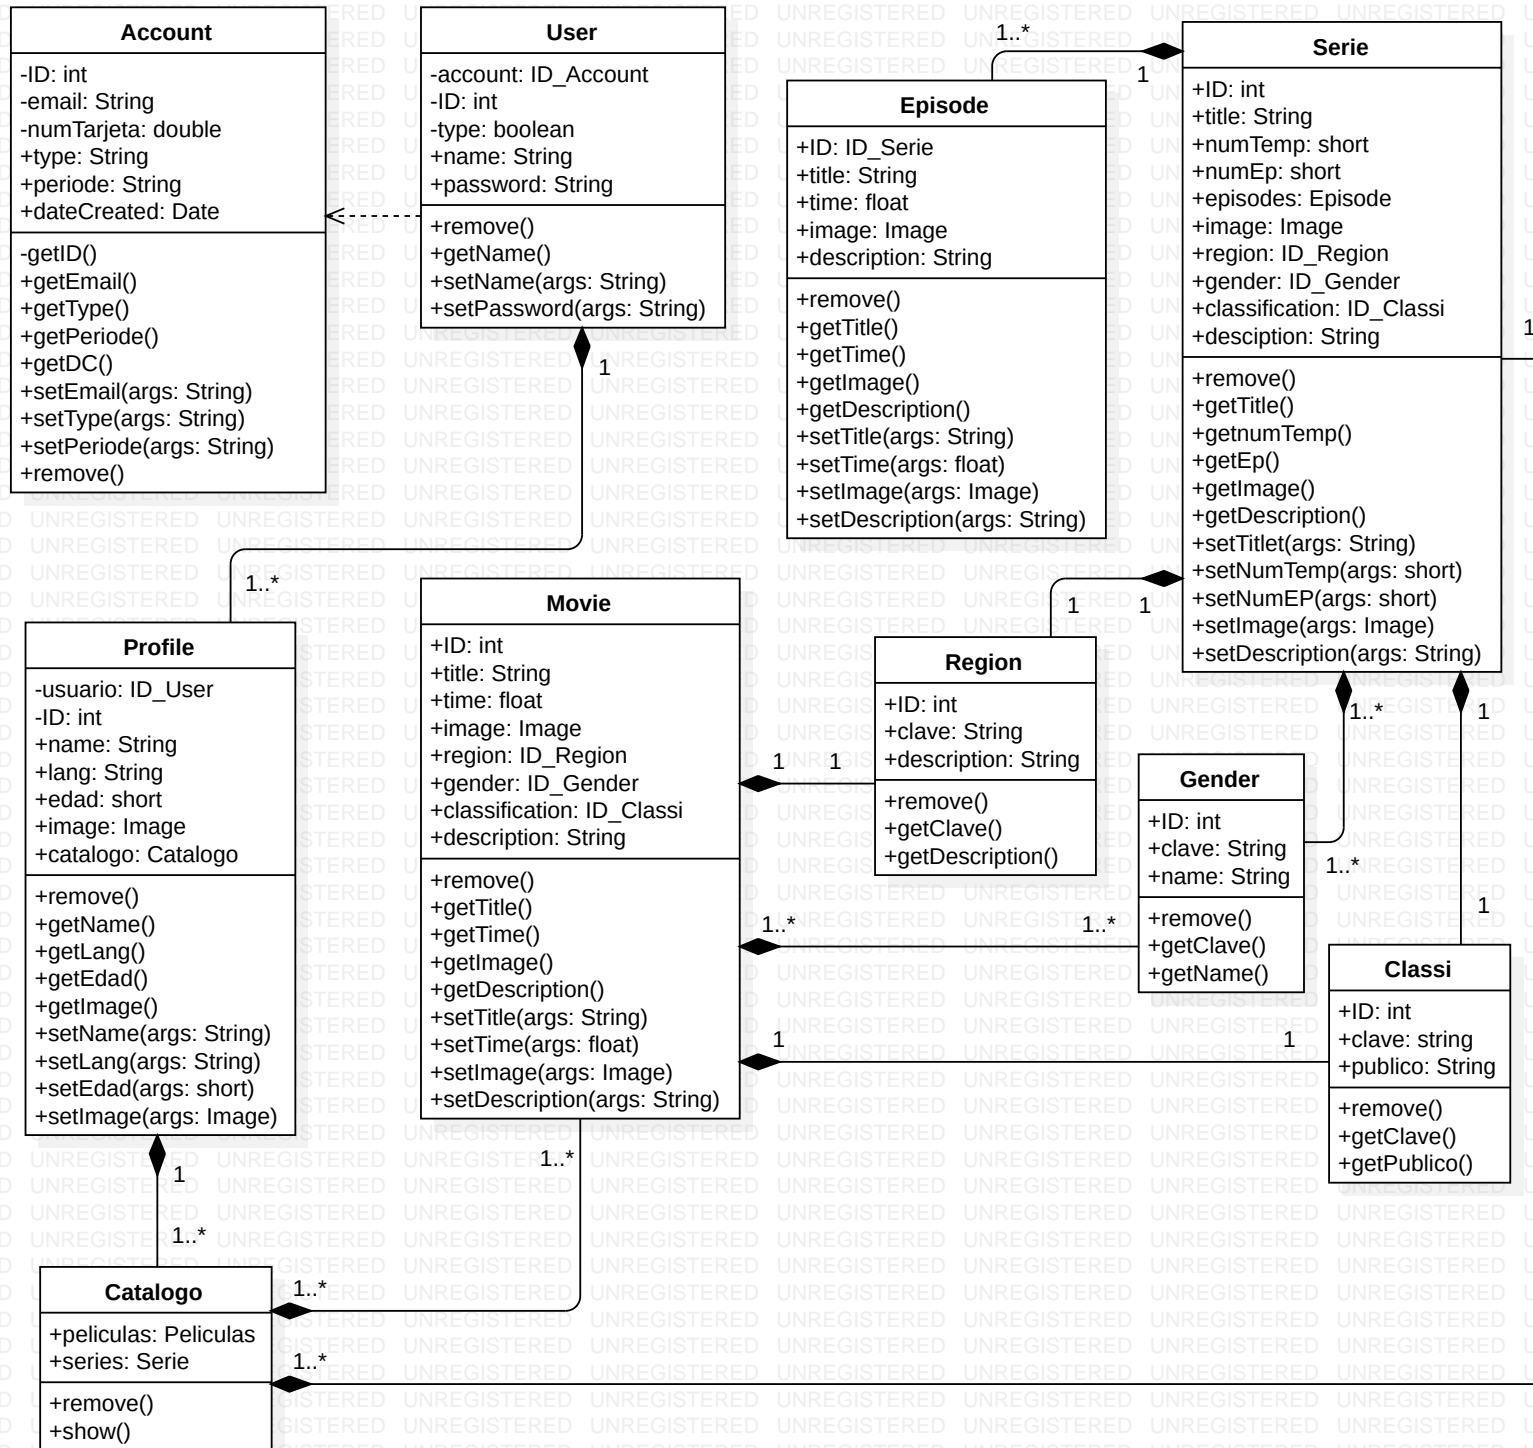 Account
-ID: int
-email: String
-numTarjeta: double
+type: String
+periode: String
+dateCreated: Date
-getID()
+getEmail()
+getType()
+getPeriode()
+getDC()
+setEmail(args: String)
+setType(args: String)
+setPeriode(args: String)
+remove()
User
-account: ID_Account
-ID: int
-type: boolean
+name: String
+password: String
+remove()
+getName()
+setName(args: String)
+setPassword(args: String)
1
1..*
Episode
+ID: ID_Serie
+title: String
+time: float
+image: Image
+description: String
+remove()
+getTitle()
+getTime()
+getImage()
+getDescription()
+setTitle(args: String)
+setTime(args: float)
+setImage(args: Image)
+setDescription(args: String)
1..*
1
Serie
+ID: int
+title: String
+numTemp: short
+numEp: short
+episodes: Episode
+image: Image
+region: ID_Region
+gender: ID_Gender
+classification: ID_Classi
+desciption: String
+remove()
+getTitle()
+getnumTemp()
+getEp()
+getImage()
+getDescription()
+setTitlet(args: String)
+setNumTemp(args: short)
+setNumEP(args: short)
+setImage(args: Image)
+setDescription(args: String)
1
Profile
-usuario: ID_User
-ID: int
+name: String
+lang: String
+edad: short
+image: Image
+catalogo: Catalogo
+remove()
+getName()
+getLang()
+getEdad()
+getImage()
+setName(args: String)
+setLang(args: String)
+setEdad(args: short)
+setImage(args: Image)
1
1..*
Movie
+ID: int
+title: String
+time: float
+image: Image
+region: ID_Region
+gender: ID_Gender
+classification: ID_Classi
+description: String
+remove()
+getTitle()
+getTime()
+getImage()
+getDescription()
+setTitle(args: String)
+setTime(args: float)
+setImage(args: Image)
+setDescription(args: String)
1..*
1 1
Region
+ID: int
+clave: String
+description: String
+remove()
+getClave()
+getDescription()
1 1
1..* 1..*
1 1
Gender
+ID: int
+clave: String
+name: String
+remove()
+getClave()
+getName()
1..*
1..*
1
1
Classi
+ID: int
+clave: string
+publico: String
+remove()
+getClave()
+getPublico()
Catalogo
+peliculas: Peliculas
+series: Serie
+remove()
+show()
1..*
1..*